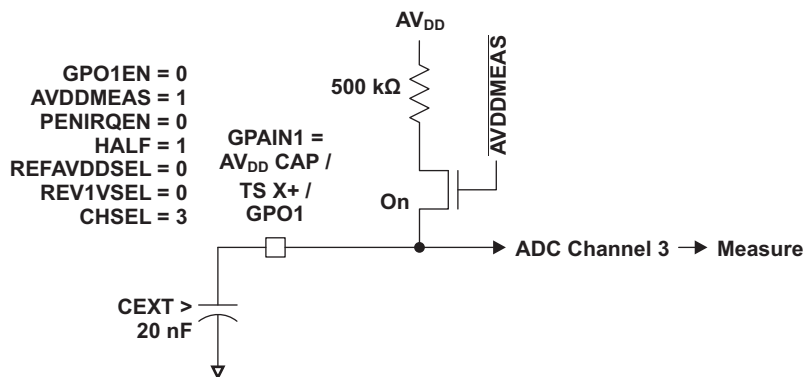 AVDD
GPO1EN = 0
AVDDMEAS = 1
PENIRQEN = 0
HALF = 1
REFAVDDSEL = 0
REV1VSEL = 0
CHSEL = 3
500 kΩ
AVDDMEAS
GPAIN1 =
AVDD CAP /
TS X+ /
GPO1
On
ADC Channel 3
Measure
CEXT >
20 nF